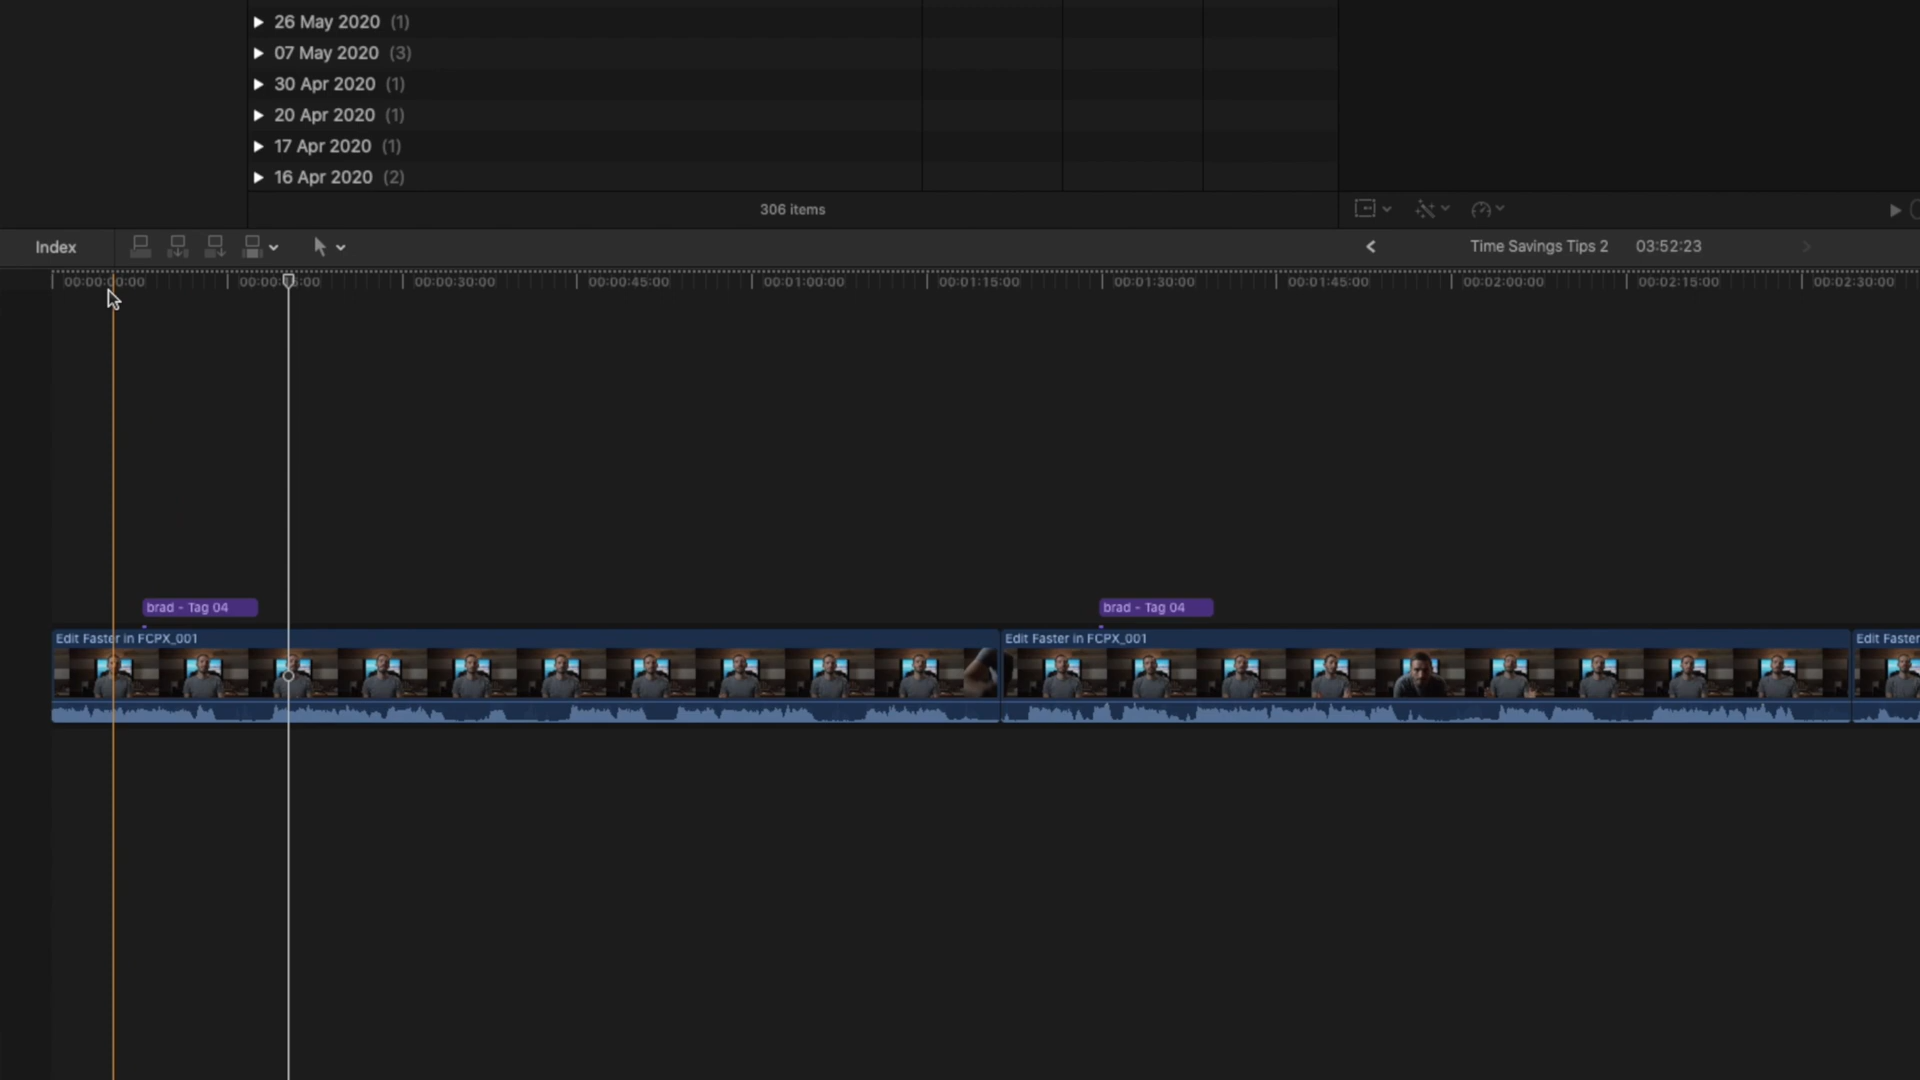 26 May 2020 (1)
07 May 2020 (3)
30 Apr 2020 (1)
20 Apr 2020 (1)
17 Apr 2020 (1)
16 Apr 2020 (2)
306 items
Index
Time Savings Tips 2 03:52:23
00:00:00:00 00:00:15:00 00:00:30:00 00:00:45:00 00:01:00:00 00:01:15:00 00:01:30:00 00:01:45:00 00:02:00:00 00:02:15:00 00:02:30:00
brad - Tag 04 brad - Tag 04
Edit Faster in FCPX_001 Edit Faster in FCPX_001 Edit Faster